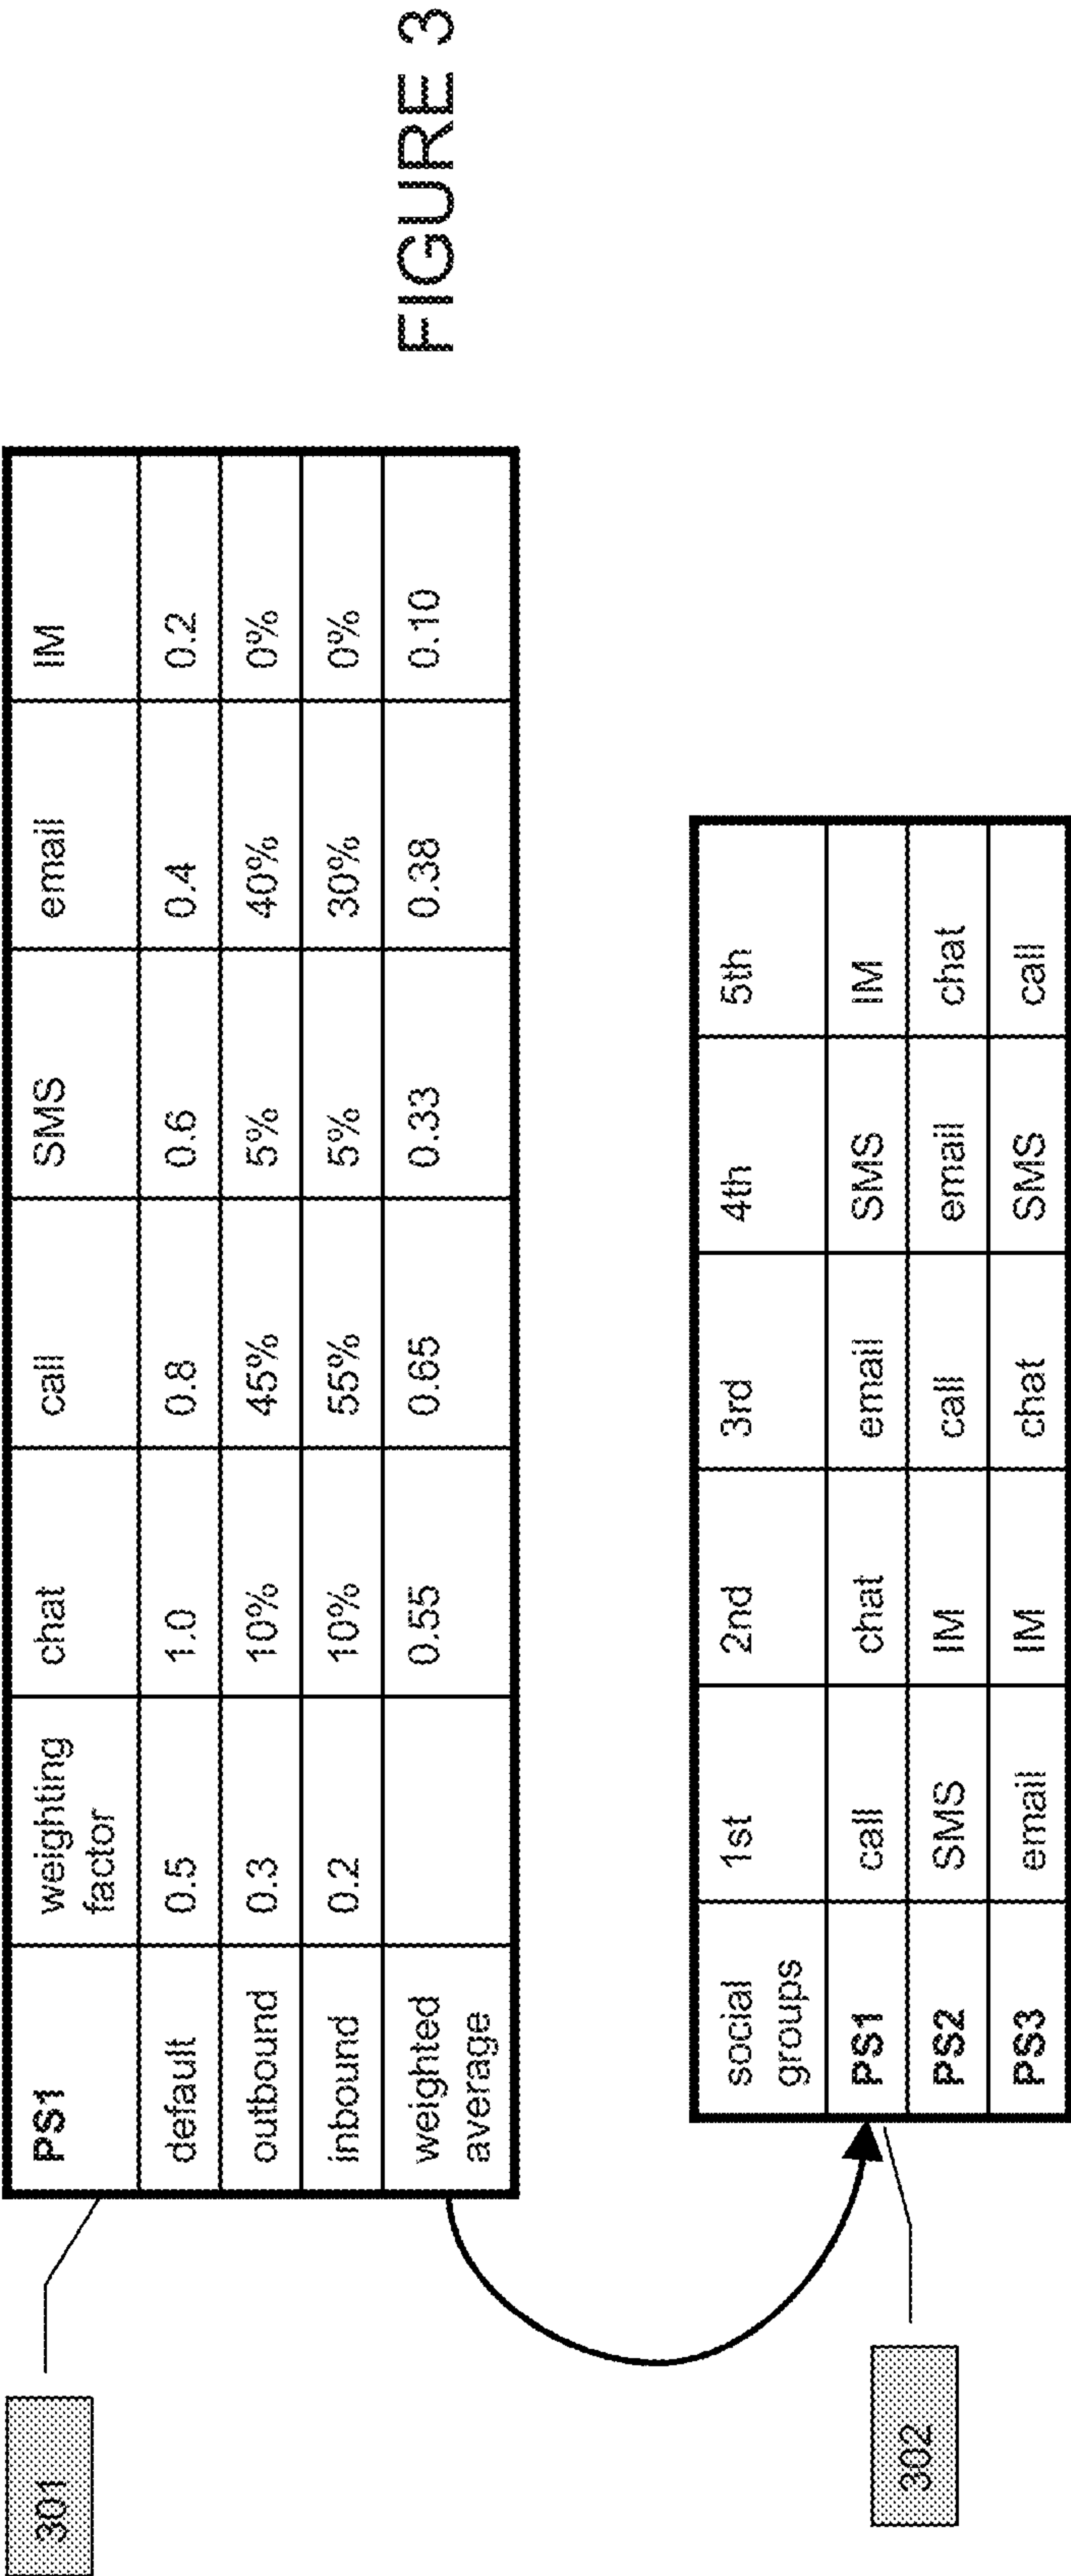 301
PS1 weighting factor chat call SMS email IM
default 0.5 1.0 0.8 0.6 0.4 0.2
outbound 0.3 10% 45% 5% 40% 0%
inbound 0.2 10% 55% 5% 30% 0%
weighted average 0.55 0.65 0.33 0.38 0.10
302
social groups 1st 2nd 3rd 4th 5th
PS1 call chat email SMS IM
PS2 SMS IM call email chat
PS3 email IM chat SMS call
FIGURE 3